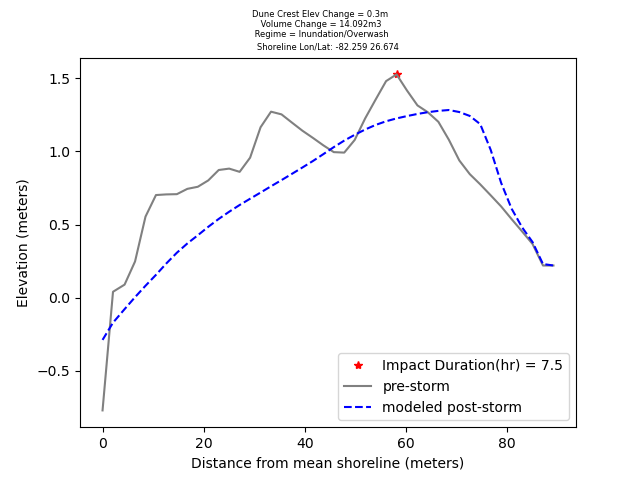 Dune Crest Elev Change = 0.3m
Volume Change = 14.092m3
Regime = Inundation/Overwash
Shoreline Lon/Lat: -82.259 26.674
1.5
1.0
0.5
0.0
−0.5
Elevation (meters)
Impact Duration(hr) = 7.5
pre-storm
modeled post-storm
0 20 40 60 80
Distance from mean shoreline (meters)